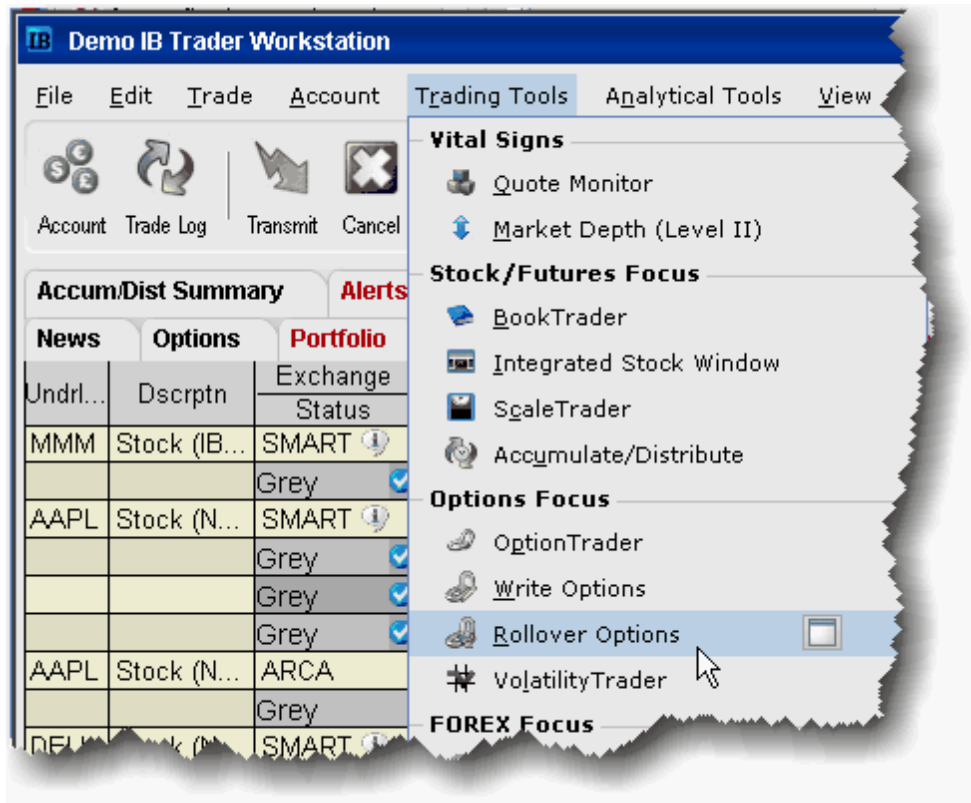 IB Demo IB Trader Workstation
File Edit Trade Account Trading Tools Analytical Tools View
Vital Signs
Quote Monitor
Market Depth (Level II)
Stock/Futures Focus
BookTrader
Integrated Stock Window
ScaleTrader
Accumulate/Distribute
Options Focus
OptionTrader
Write Options
Rollover Options
VolatilityTrader
FOREX Focus
Account Trade Log Transmit Cancel
Accum/Dist Summary Alerts
News Options Portfolio
Undrl... Dscrptn Exchange
Status
MMM Stock (IB... SMART
Grey
AAPL Stock (N... SMART
Grey
Grey
Grey
AAPL Stock (N... ARCA
Grey
SMART